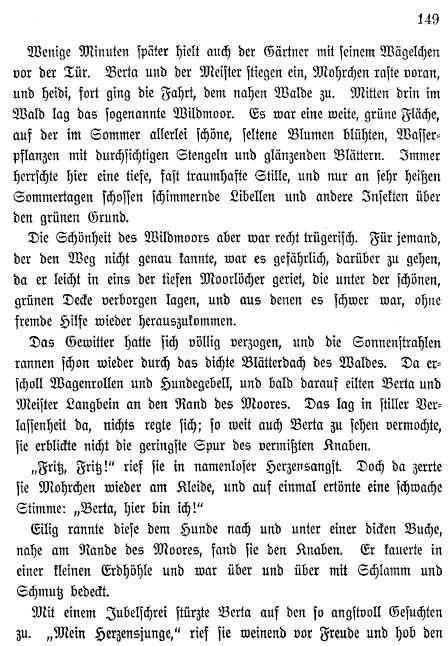 149
Wenige Minuten später hielt auch der Gärtner mit seinem Wägelchen
vor der Tür. Berta und der Meister stiegen ein, Mohrchen raste voran,
und heidi, fort ging die Fahrt, dem nahen Walde zu. Mitten drin im
Wald lag das sogenannte Wildmoor. Es war eine weite, grüne Fläche,
auf der im Sommer allerlei schöne, seltene Blumen blühten, Wasser-
pflanzen mit durchsichtigen Stengeln und glänzenden Blättern. Immer
herrschte hier eine tiefe, fast traumhafte Stille, und nur an sehr heißen
Sommertagen schossen schimmernde Libellen und andere Insekten über
den grünen Grund.
Die Schönheit des Wildmoors aber war recht trügerisch. Für jemand,
der den Weg nicht genau kannte, war es gefährlich, darüber zu gehen,
da er leicht in eins der tiefen Moorlöcher geriet, die unter der schönen,
grünen Decke verborgen lagen, und aus denen es schwer war, ohne
fremde Hilfe wieder herauszukommen.
Das Gewitter hatte sich völlig verzogen, und die Sonnenstrahlen
rannen schon wieder durch das dichte Blätterdach des Waldes. Da er-
scholl Wagenrollen und Hundegebell, und bald darauf eilten Berta und
Meister Langbein an den Rand des Moores. Das lag in stiller Ver-
lassenheit da, nichts regte sich; so weit auch Berta zu sehen vermochte,
sie erblickte nicht die geringste Spur des vermißten Knaben.
„Fritz, Fritz!“ rief sie in namenloser Herzensangst. Doch da zerrte
sie Mohrchen wieder am Kleide, und auf einmal ertönte eine schwache
Stimme: „Berta, hier bin ich!“
Eilig rannte diese dem Hunde nach und unter einer dicken Buche,
nahe am Rande des Moores, fand sie den Knaben. Er kauerte in
einer kleinen Erdhöhle und war über und über mit Schlamm und
Schmutz bedeckt.
Mit einem Jubelschrei stürzte Berta auf den so angstvoll Gesuchten
zu. „Mein Herzensjunge,“ rief sie weinend vor Freude und hob den